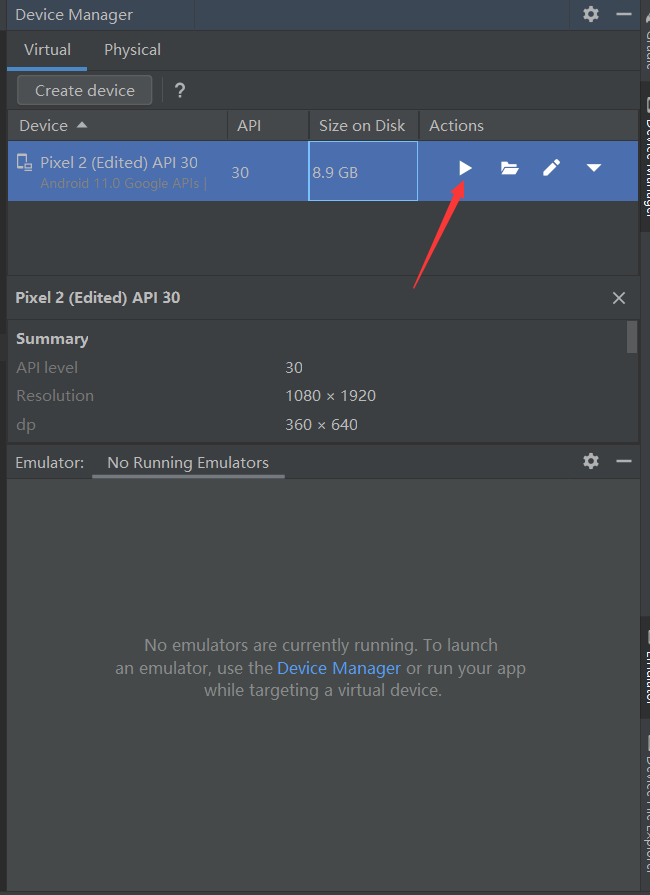 Device Manager
Virtual Physical
Create device ?
Device API Size on Disk Actions
Pixel 2 (Edited) API 30 30 8.9 GB
Android 11.0 Google APIs |
Pixel 2 (Edited) API 30
Summary
API level 30
Resolution 1080 × 1920
dp 360 × 640
Emulator: No Running Emulators
No emulators are currently running. To launch
an emulator, use the Device Manager or run your app
while targeting a virtual device.
Device Manager
Emulator
Device File Explorer